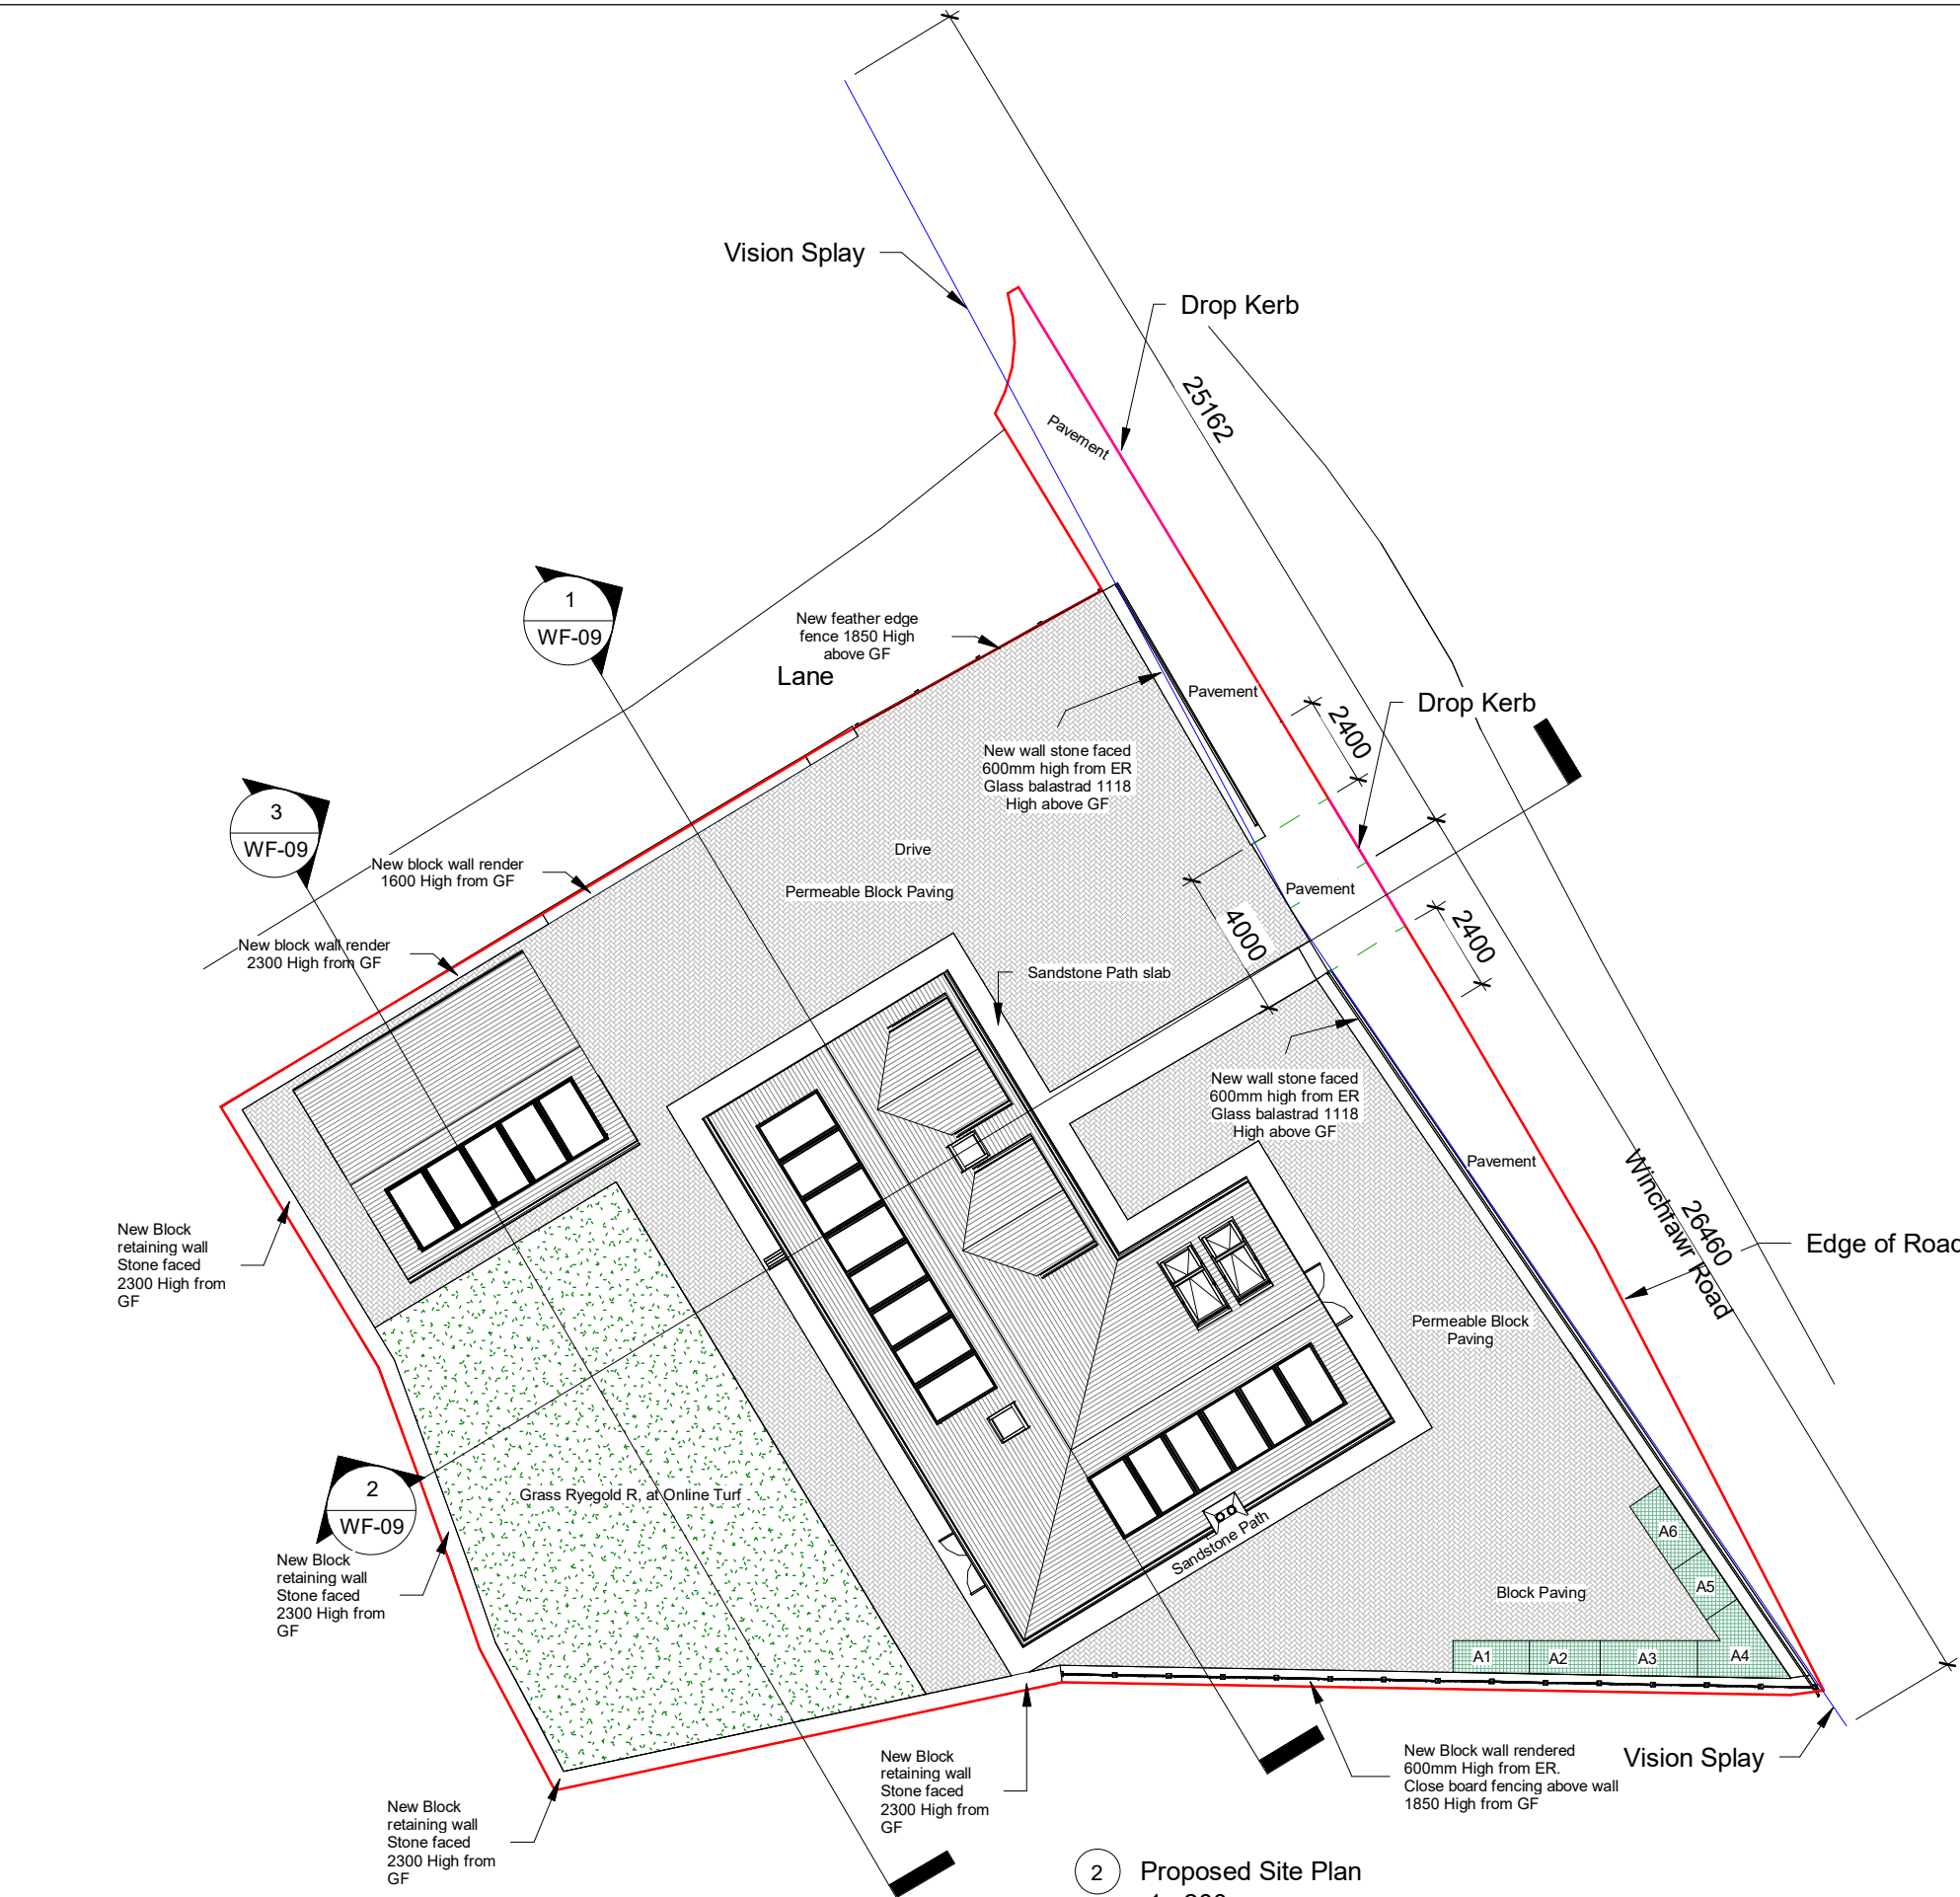 Vision Splay
Drop Kerb
25162
Pavement
1
WF-09
New feather edge
fence 1850 High
above GF
Lane
Pavement
2400
Drop Kerb
New wall stone faced
600mm high from ER
Glass balastrad 1118
High above GF
3
WF-09
New block wall render
1600 High from GF
Drive
Permeable Block Paving
Pavement
4000
2400
New block wall render
2300 High from GF
Sandstone Path slab
New wall stone faced
600mm high from ER
Glass balastrad 1118
High above GF
Pavement
Winchfawr Road
26460
Edge of Road
New Block
retaining wall
Stone faced
2300 High from
GF
Permeable Block
Paving
2
WF-09
Grass Ryegold R, at Online Turf
New Block
retaining wall
Stone faced
2300 High from
GF
Sandstone Path
A6
A5
Block Paving
A1
A2
A3
A4
New Block
retaining wall
Stone faced
2300 High from
GF
New Block wall rendered
600mm High from ER.
Close board fencing above wall
1850 High from GF
Vision Splay
New Block
retaining wall
Stone faced
2300 High from
GF
2
Proposed Site Plan